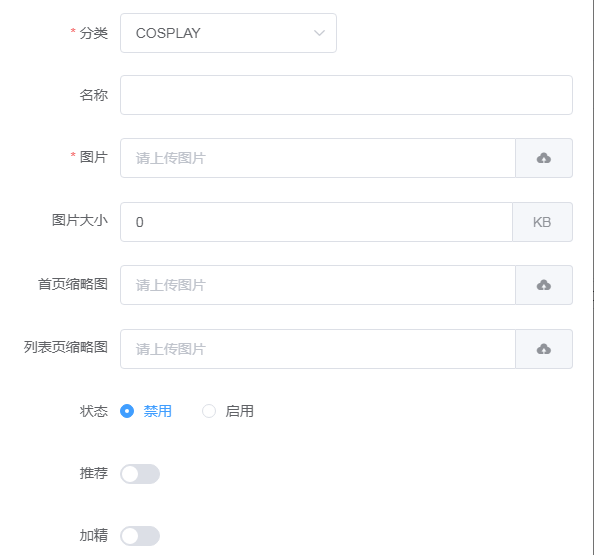 * 分类 COSPLAY
名称
* 图片 请上传图片
图片大小 0 KB
首页缩略图 请上传图片
列表页缩略图 请上传图片
状态 禁用 启用
推荐
加精